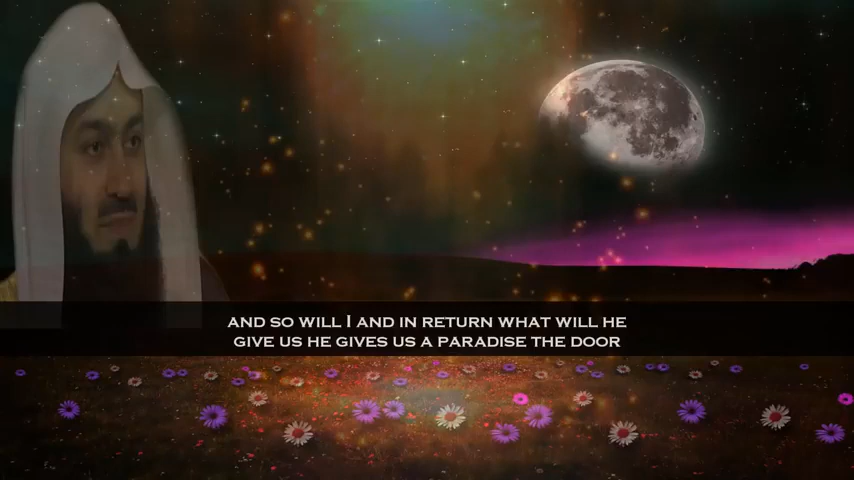 AND SO WILL I AND IN RETURN WHAT WILL HE
GIVE US HE GIVES US A PARADISE THE DOOR